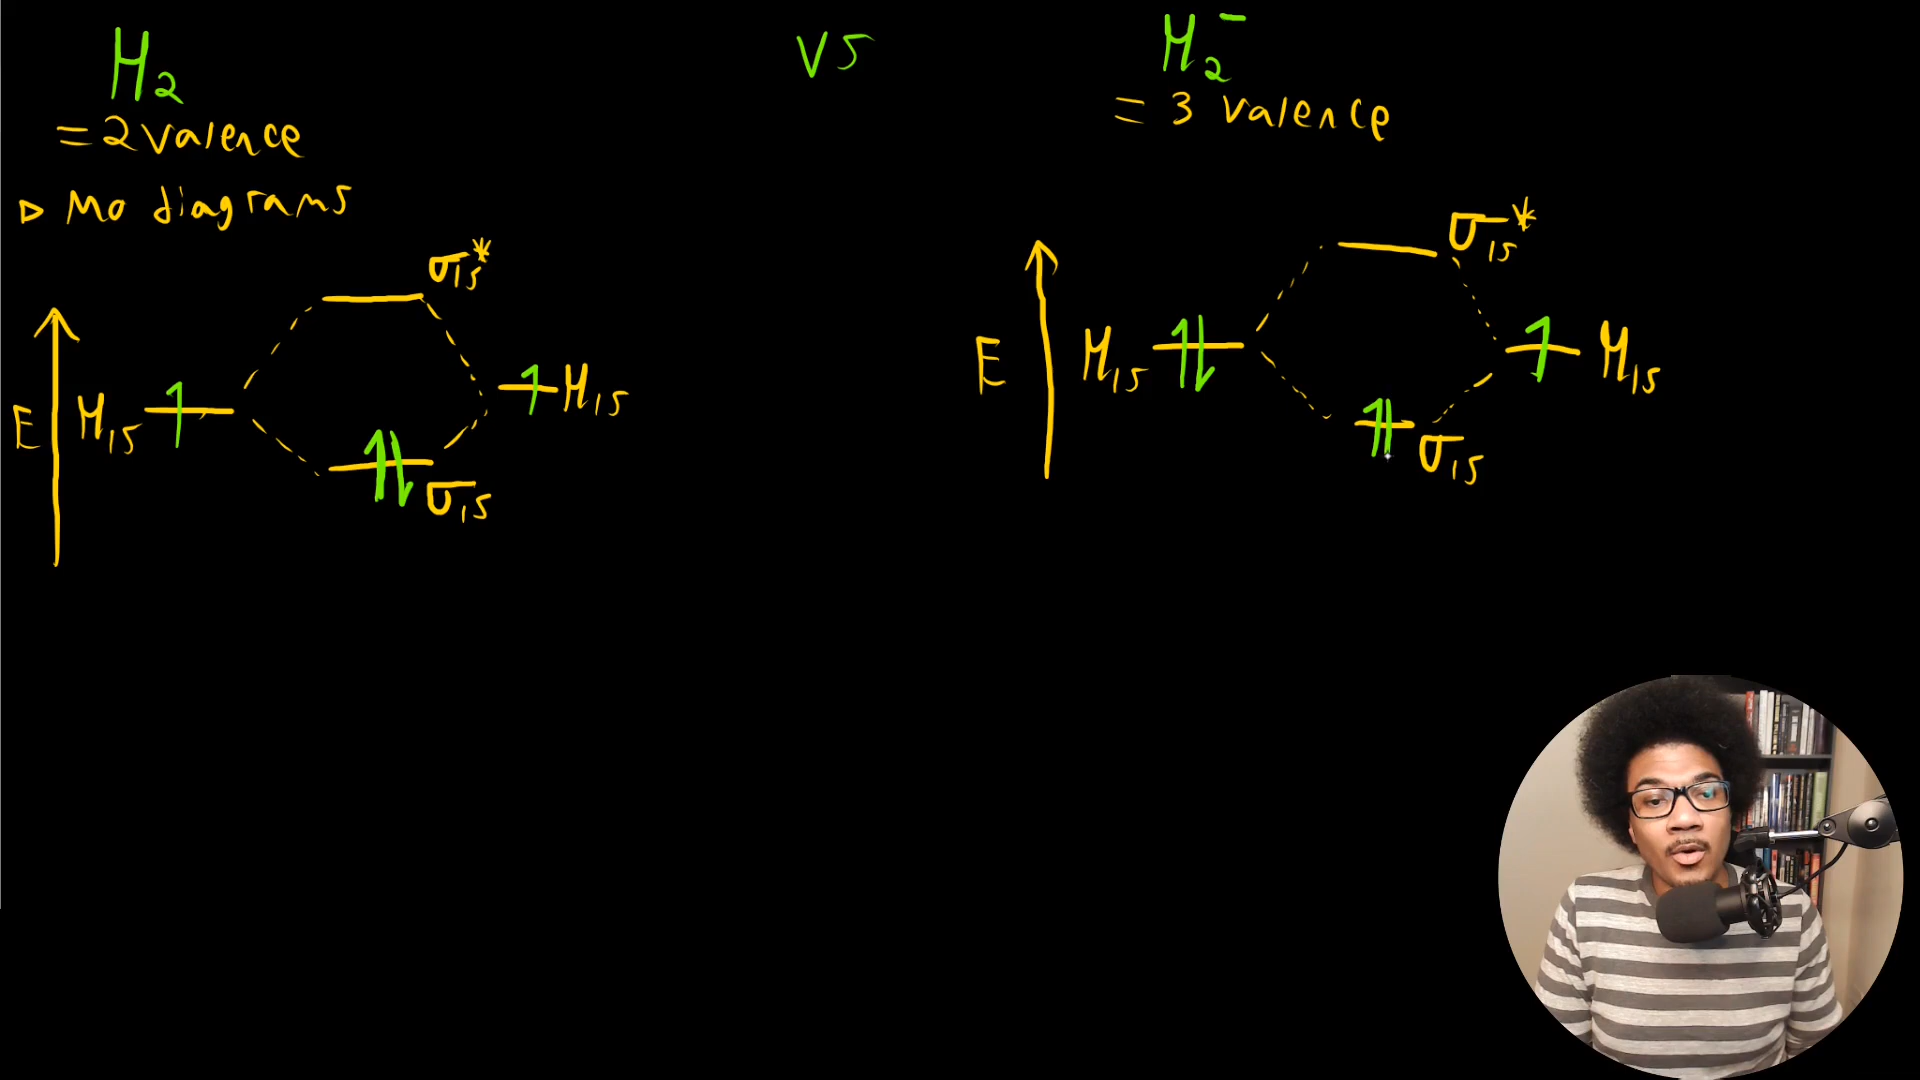 H₂
= 2 valence
▷ MO diagrams
σ₁ₛ*
E
H₁ₛ
H₁ₛ
σ₁ₛ
vs
H₂⁻
= 3 valence
σ₁ₛ*
E
H₁ₛ
H₁ₛ
σ₁ₛ